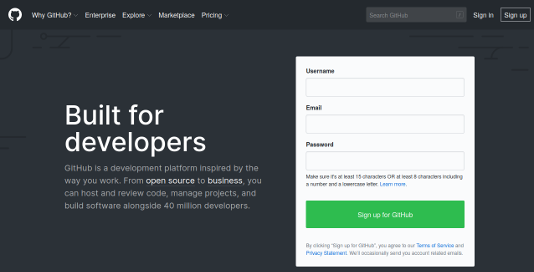 Why GitHub? Enterprise Explore Marketplace Pricing Search GitHub / Sign in Sign up
Built for
developers
GitHub is a development platform inspired by the
way you work. From open source to business, you
can host and review code, manage projects, and
build software alongside 40 million developers.
Username
Email
Password
Make sure it's at least 15 characters OR at least 8 characters including
a number and a lowercase letter. Learn more.
Sign up for GitHub
By clicking "Sign up for GitHub", you agree to our Terms of Service and
Privacy Statement. We'll occasionally send you account related emails.